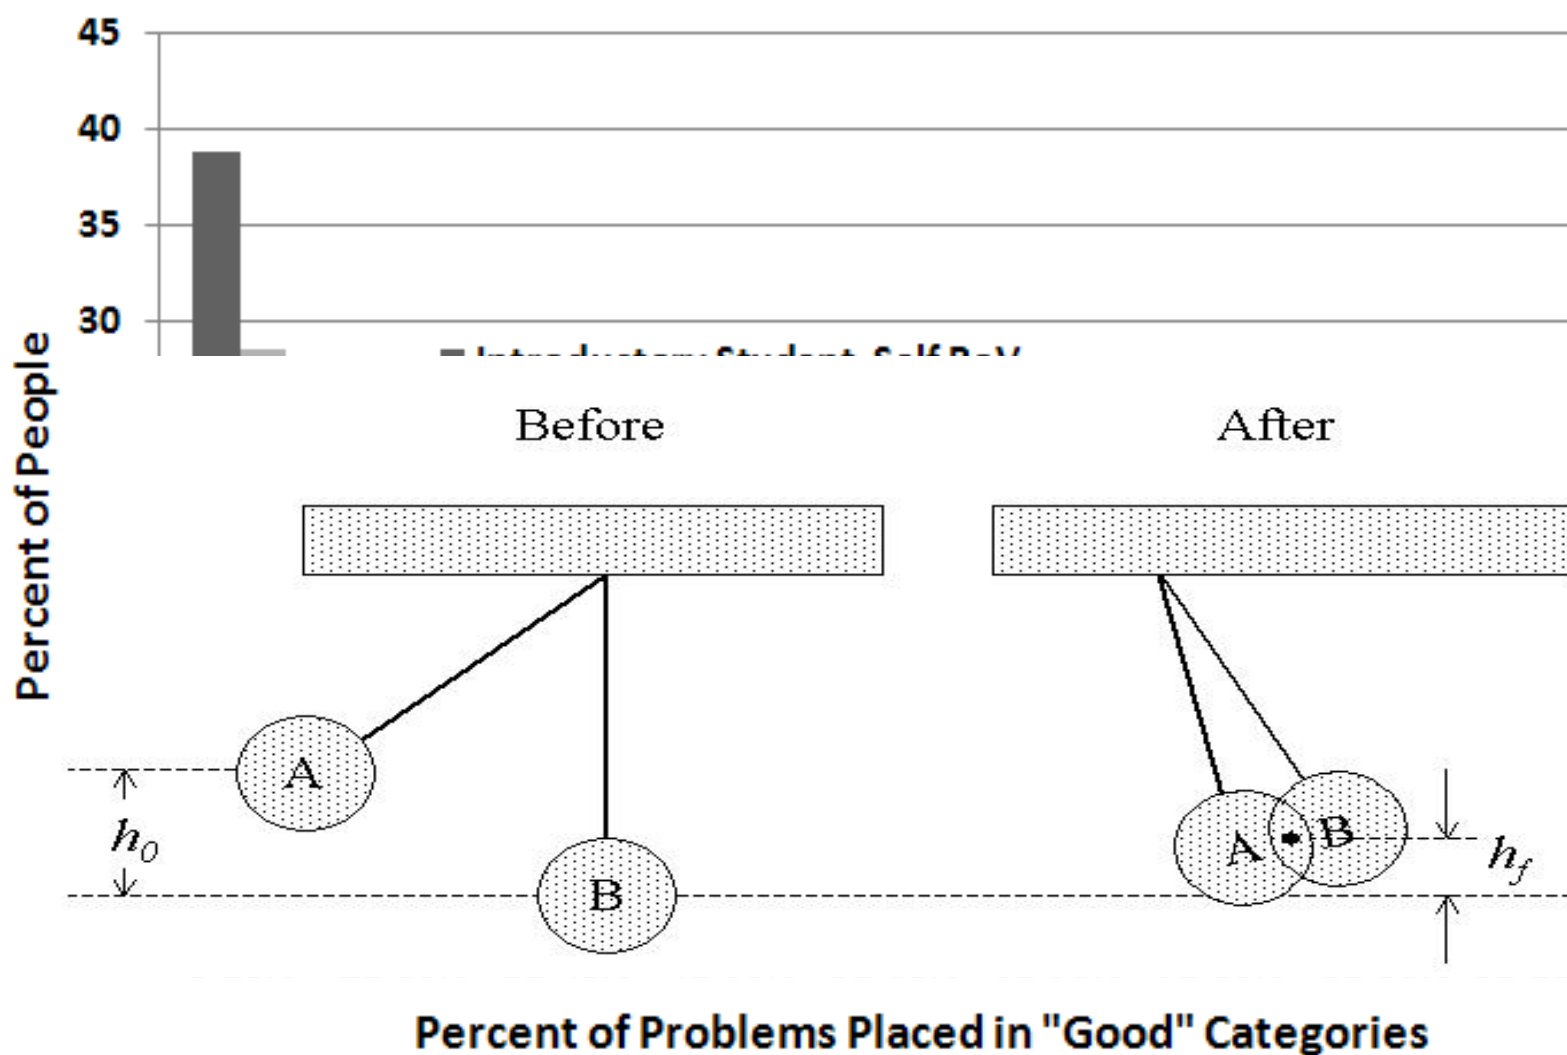 45
40
35
30
Percent of People
Before
After
A
h0
B
A
B
hf
Percent of Problems Placed in "Good" Categories